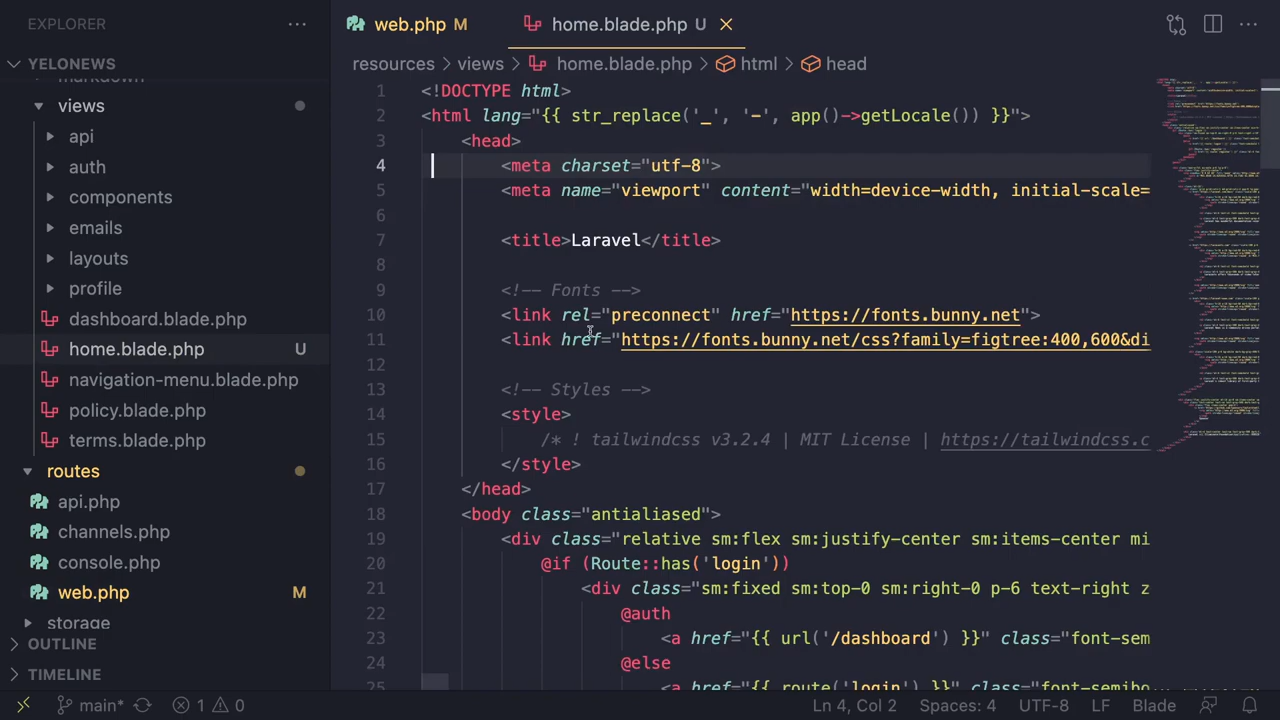 EXPLORER
web.php M
home.blade.php U
YELONEWS
resources > views > home.blade.php > html > head
markdown
views
api
auth
components
emails
layouts
profile
dashboard.blade.php
home.blade.php U
navigation-menu.blade.php
policy.blade.php
terms.blade.php
routes
api.php
channels.php
console.php
web.php M
storage
OUTLINE
TIMELINE
1 <!DOCTYPE html>
2 <html lang="{{ str_replace('_', '-', app()->getLocale()) }}">
3 <head>
4 <meta charset="utf-8">
5 <meta name="viewport" content="width=device-width, initial-scale=
6
7 <title>Laravel</title>
8
9 <!-- Fonts -->
10 <link rel="preconnect" href="https://fonts.bunny.net">
11 <link href="https://fonts.bunny.net/css?family=figtree:400,600&di
12
13 <!-- Styles -->
14 <style>
15 /* ! tailwindcss v3.2.4 | MIT License | https://tailwindcss.c
16 </style>
17 </head>
18 <body class="antialiased">
19 <div class="relative sm:flex sm:justify-center sm:items-center mi
20 @if (Route::has('login'))
21 <div class="sm:fixed sm:top-0 sm:right-0 p-6 text-right z
22 @auth
23 <a href="{{ url('/dashboard') }}" class="font-sem
24 @else
25 <a href="{{ route('login') }}" class="font-semibo
main* 1 0 Ln 4, Col 2 Spaces: 4 UTF-8 LF Blade